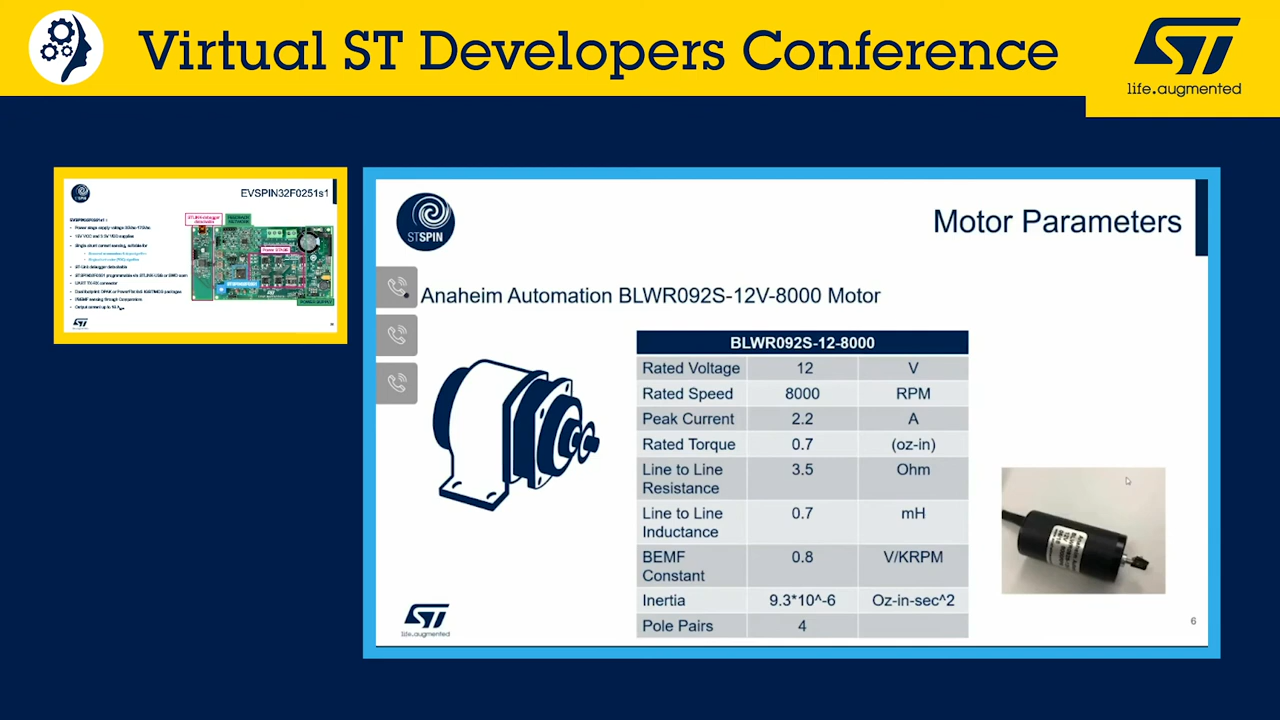 Virtual ST Developers Conference
ST
life.augmented
EVSPIN32F0251s1
STSPIN
Motor Parameters
Anaheim Automation BLWR092S-12V-8000 Motor
BLWR092S-12-8000
Rated Voltage 12 V
Rated Speed 8000 RPM
Peak Current 2.2 A
Rated Torque 0.7 (oz-in)
Line to Line
Resistance 3.5 Ohm
Line to Line
Inductance 0.7 mH
BEMF
Constant 0.8 V/KRPM
Inertia 9.3*10^-6 Oz-in-sec^2
Pole Pairs 4
ST
life.augmented
6